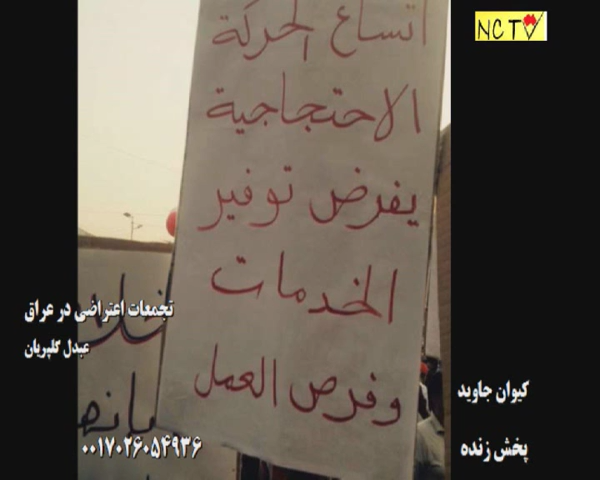 NCTV
اتساع الحركة
الاحتجاجية
يفرض توفير
الخدمات
وفرص العمل
تجمعات اعتراضی در عراق
عبدل گلپریان
کیوان جاوید
پخش زنده
۰۰۱۷۰۲۶۰۵۴۹۳۶